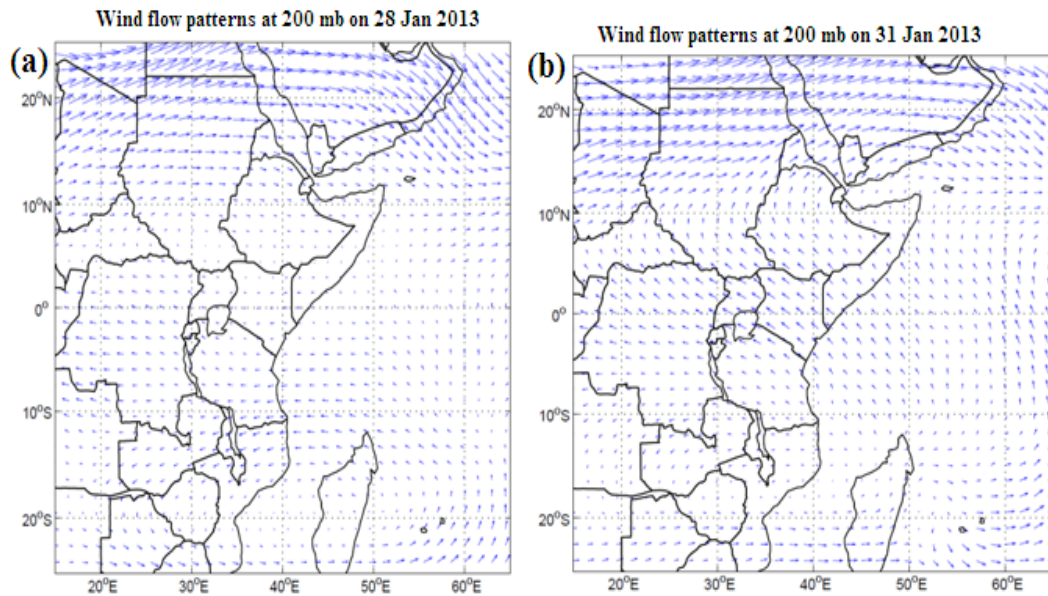 Wind flow patterns at 200 mb on 28 Jan 2013
(a)
20°N
10°N
0°
10°S
20°S
20°E 30°E 40°E 50°E 60°E
Wind flow patterns at 200 mb on 31 Jan 2013
(b)
20°N
10°N
0°
10°S
20°S
20°E 30°E 40°E 50°E 60°E